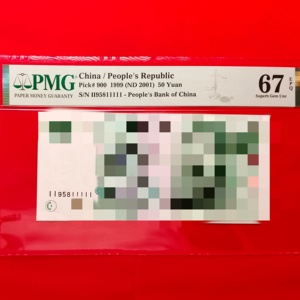 PMG
PAPER MONEY GUARANTY
China / People's Republic
Pick# 900 1999 (ND 2001) 50 Yuan
S/N II95811111 - People's Bank of China
67 EPQ
Superb Gem Unc
II95811111